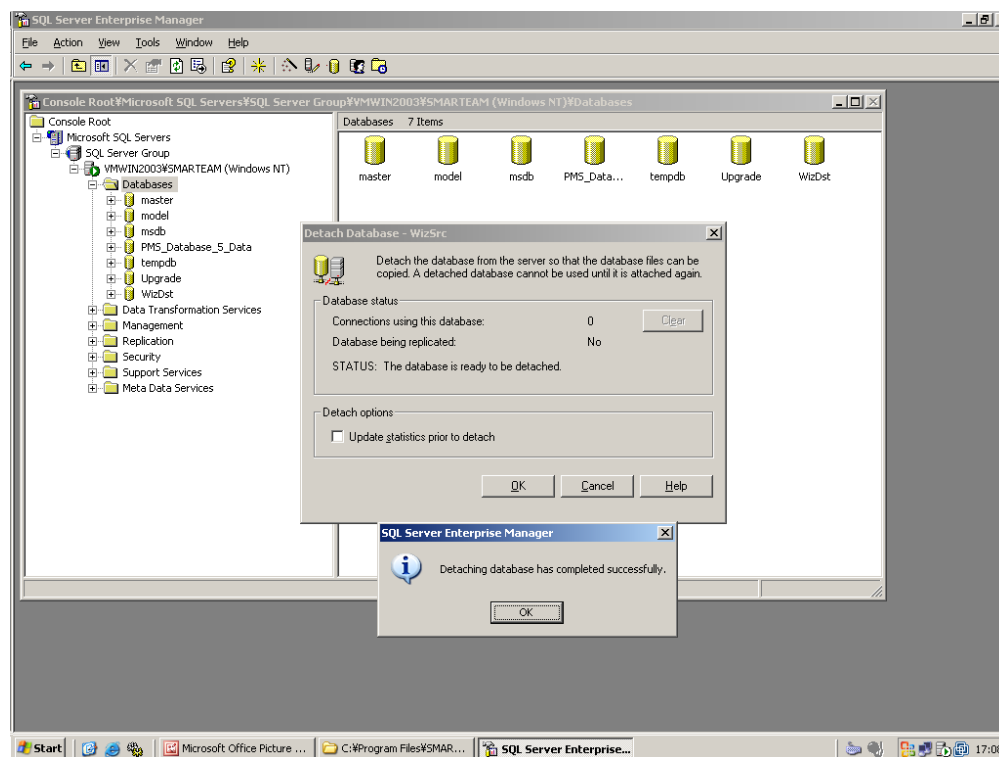 SQL Server Enterprise Manager
File Action View Tools Window Help
Console Root¥Microsoft SQL Servers¥SQL Server Group¥VMWIN2003¥SMARTEAM (Windows NT)¥Databases
Console Root
Microsoft SQL Servers
SQL Server Group
VMWIN2003¥SMARTEAM (Windows NT)
Databases
master
model
msdb
PMS_Database_5_Data
tempdb
Upgrade
WizDst
Data Transformation Services
Management
Replication
Security
Support Services
Meta Data Services
Databases 7 Items
master model msdb PMS_Data... tempdb Upgrade WizDst
Detach Database - WizSrc
Detach the database from the server so that the database files can be
copied. A detached database cannot be used until it is attached again.
Database status
Connections using this database: 0 Clear
Database being replicated: No
STATUS: The database is ready to be detached.
Detach options
Update statistics prior to detach
OK Cancel Help
SQL Server Enterprise Manager
Detaching database has completed successfully.
OK
Start Microsoft Office Picture ... C:¥Program Files¥SMAR... SQL Server Enterprise... 17:08